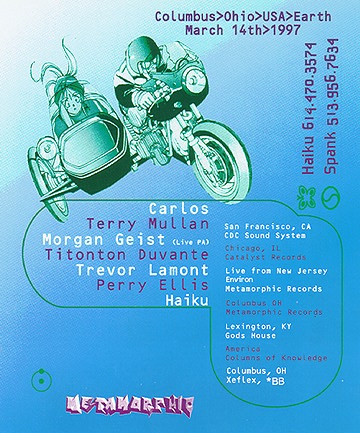 Columbus>Ohio>USA>Earth
March 14th>1997
Haiku 614.470.3574
Spank 513.956.7634
Carlos
Terry Mullan
Morgan Geist (Live PA)
Titonton Duvante
Trevor Lamont
Perry Ellis
Haiku
San Francisco, CA
CDC Sound System
Chicago, IL
Catalyst Records
Live from New Jersey
Environ
Metamorphic Records
Columbus OH
Metamorphic Records
Lexington, KY
Gods House
America
Columns of Knowledge
Columbus, OH
Xeflex, *BB
METAMORPHIC